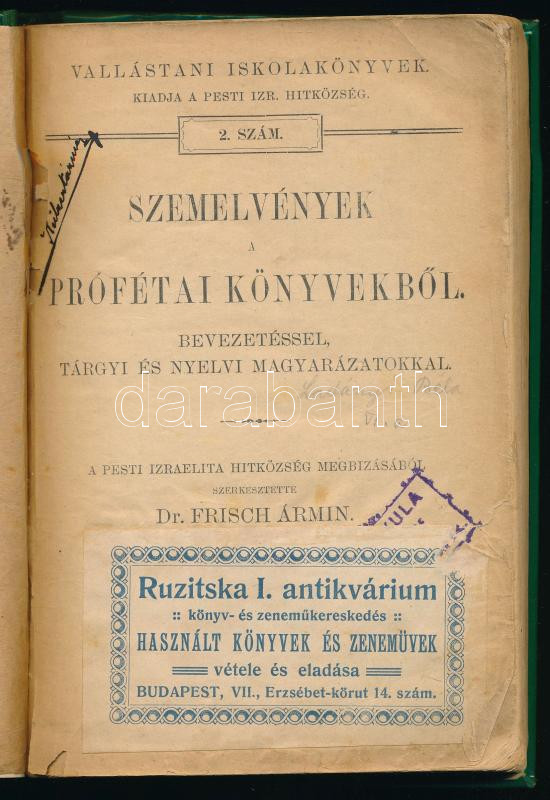 VALLÁSTANI ISKOLAKÖNYVEK.
KIADJA A PESTI IZR. HITKÖZSÉG.
2. SZÁM.
SZEMELVÉNYEK
A
PRÓFÉTAI KÖNYVEKBŐL.
BEVEZETÉSSEL,
TÁRGYI ÉS NYELVI MAGYARÁZATOKKAL.
darabanth
A PESTI IZRAELITA HITKÖZSÉG MEGBIZÁSÁBÓL
SZERKESZTETTE
Dr. FRISCH ÁRMIN.
Ruzitska I. antikvárium
:: könyv- és zeneműkereskedés ::
HASZNÁLT KÖNYVEK ÉS ZENEMÜVEK
vétele és eladása
BUDAPEST, VII., Erzsébet-körut 14. szám.